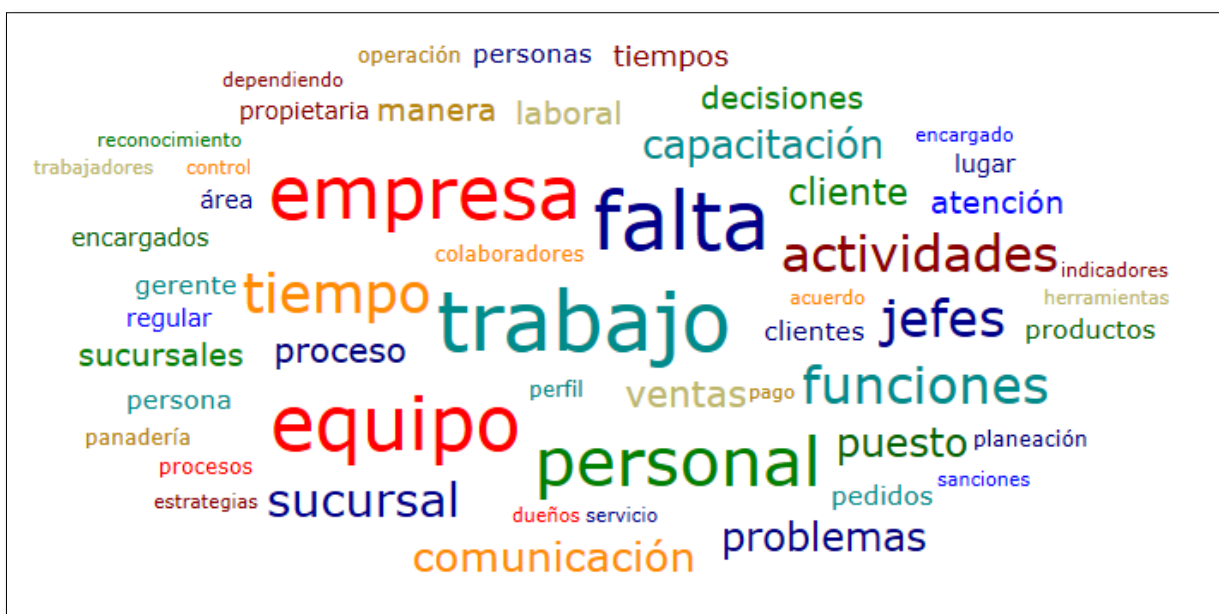 operación personas tiempos
dependiendo
propietaria manera laboral decisiones
reconocimiento capacitación encargado
trabajadores control lugar
área empresa falta cliente atención
encargados colaboradores actividades indicadores
gerente tiempo trabajo acuerdo herramientas
regular clientes jefes productos
sucursales proceso
persona perfil ventas pago funciones
panadería equipo personal puesto planeación
procesos sanciones
estrategias sucursal pedidos
dueños servicio problemas
comunicación